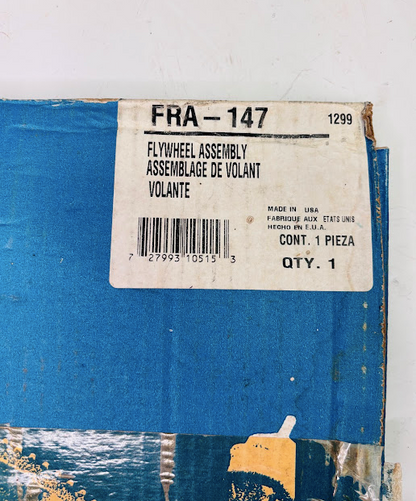 FRA-147 1299
FLYWHEEL ASSEMBLY
ASSEMBLAGE DE VOLANT
VOLANTE
MADE IN USA
FABRIQUE AUX ETATS UNIS
HECHO EN E.U.A.
CONT. 1 PIEZA
QTY. 1
7 27993 10515 3